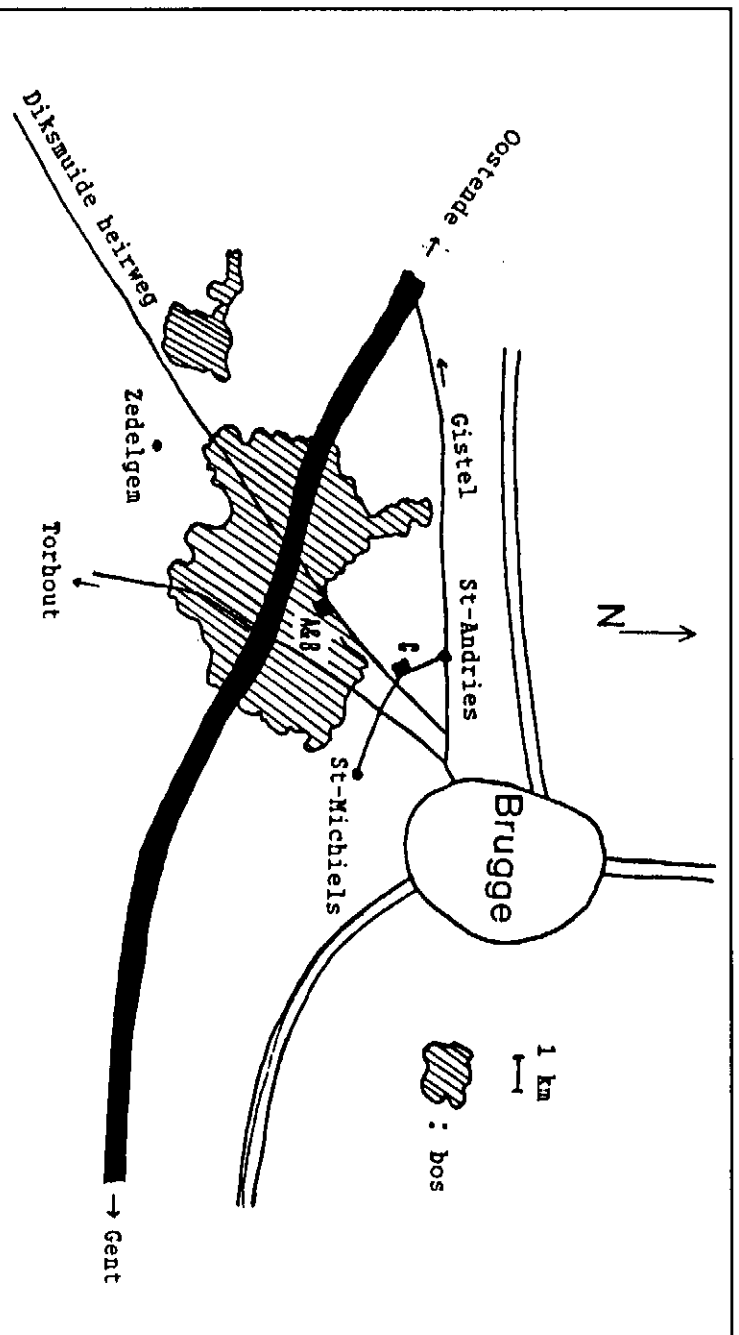 Oostende
Diksmuide heirweg
Gistel
N
Zedelgem
Torhout
A&B
St-Andries
C
St-Michiels
Brugge
1 km
: bos
Gent